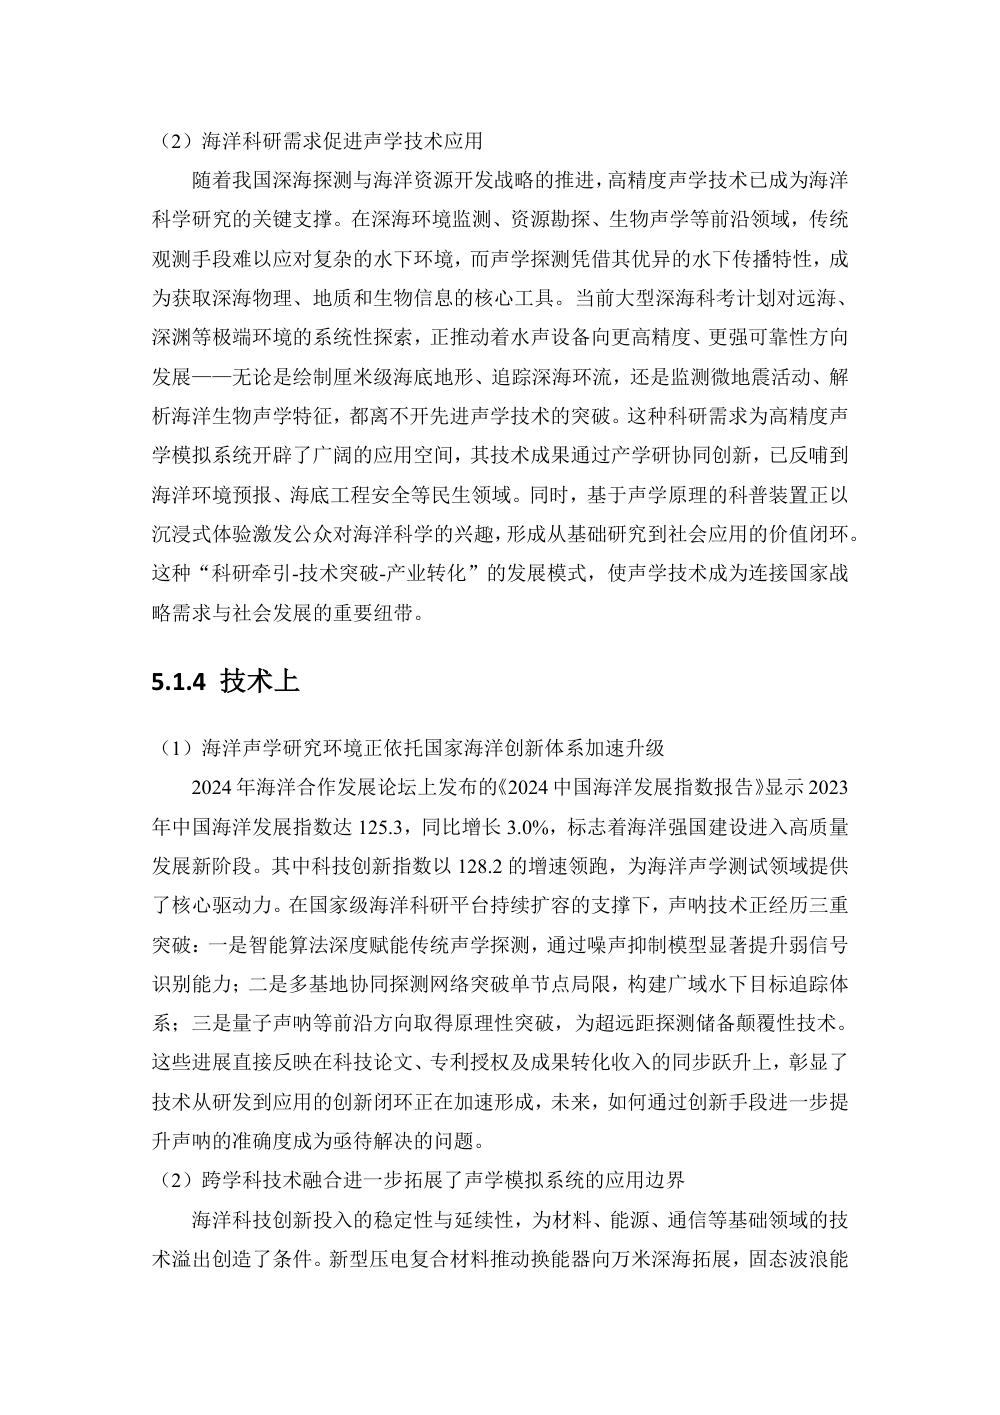 （2）海洋科研需求促进声学技术应用
随着我国深海探测与海洋资源开发战略的推进，高精度声学技术已成为海洋
科学研究的关键支撑。在深海环境监测、资源勘探、生物声学等前沿领域，传统
观测手段难以应对复杂的水下环境，而声学探测凭借其优异的水下传播特性，成
为获取深海物理、地质和生物信息的核心工具。当前大型深海科考计划对远海、
深渊等极端环境的系统性探索，正推动着水声设备向更高精度、更强可靠性方向
发展——无论是绘制厘米级海底地形、追踪深海环流，还是监测微地震活动、解
析海洋生物声学特征，都离不开先进声学技术的突破。这种科研需求为高精度声
学模拟系统开辟了广阔的应用空间，其技术成果通过产学研协同创新，已反哺到
海洋环境预报、海底工程安全等民生领域。同时，基于声学原理的科普装置正以
沉浸式体验激发公众对海洋科学的兴趣，形成从基础研究到社会应用的价值闭环。
这种“科研牵引-技术突破-产业转化”的发展模式，使声学技术成为连接国家战
略需求与社会发展的重要纽带。
5.1.4 技术上
（1）海洋声学研究环境正依托国家海洋创新体系加速升级
2024 年海洋合作发展论坛上发布的《2024 中国海洋发展指数报告》显示 2023
年中国海洋发展指数达 125.3，同比增长 3.0%，标志着海洋强国建设进入高质量
发展新阶段。其中科技创新指数以 128.2 的增速领跑，为海洋声学测试领域提供
了核心驱动力。在国家级海洋科研平台持续扩容的支撑下，声呐技术正经历三重
突破：一是智能算法深度赋能传统声学探测，通过噪声抑制模型显著提升弱信号
识别能力；二是多基地协同探测网络突破单节点局限，构建广域水下目标追踪体
系；三是量子声呐等前沿方向取得原理性突破，为超远距探测储备颠覆性技术。
这些进展直接反映在科技论文、专利授权及成果转化收入的同步跃升上，彰显了
技术从研发到应用的创新闭环正在加速形成，未来，如何通过创新手段进一步提
升声呐的准确度成为亟待解决的问题。
（2）跨学科技术融合进一步拓展了声学模拟系统的应用边界
海洋科技创新投入的稳定性与延续性，为材料、能源、通信等基础领域的技
术溢出创造了条件。新型压电复合材料推动换能器向万米深海拓展，固态波浪能